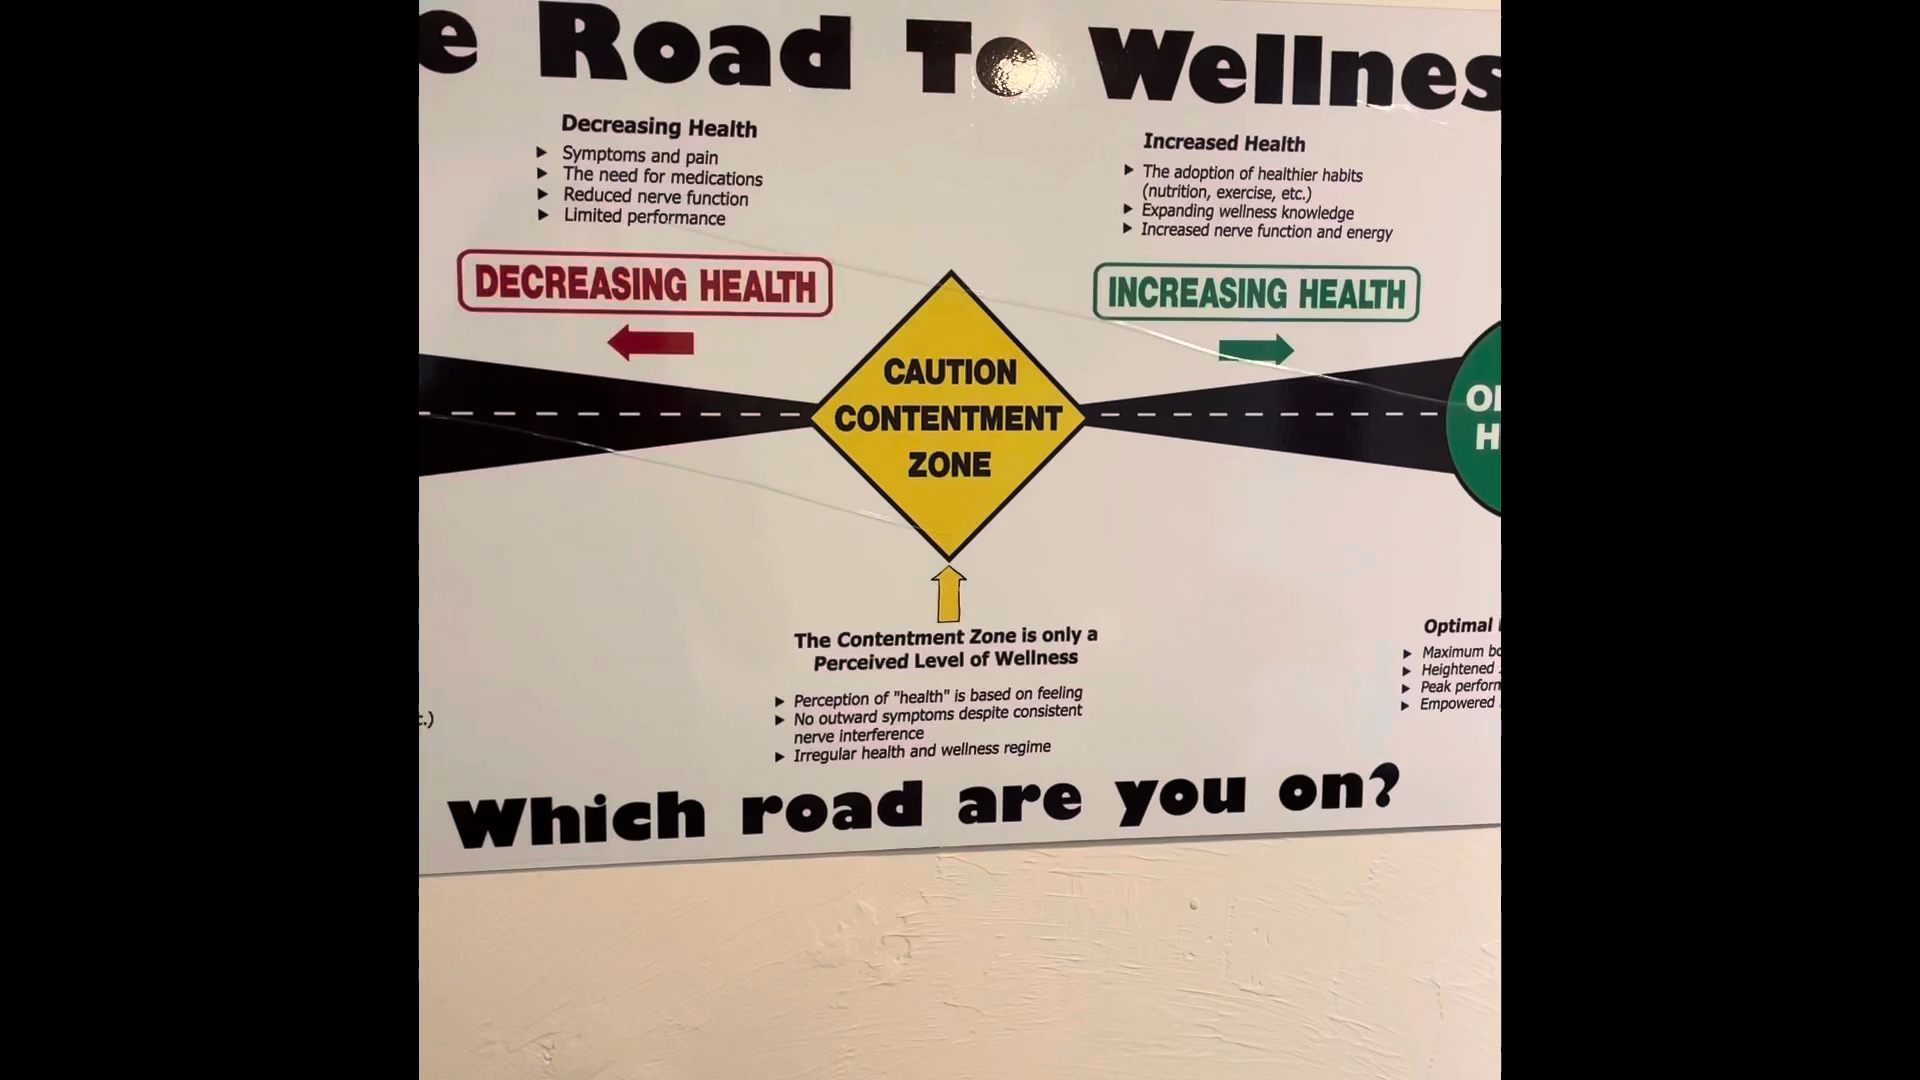 e Road To Wellnes
Decreasing Health
Symptoms and pain
The need for medications
Reduced nerve function
Limited performance
Increased Health
The adoption of healthier habits
(nutrition, exercise, etc.)
Expanding wellness knowledge
Increased nerve function and energy
DECREASING HEALTH
INCREASING HEALTH
CAUTION
CONTENTMENT
ZONE
H
The Contentment Zone is only a
Perceived Level of Wellness
Perception of "health" is based on feeling
No outward symptoms despite consistent
nerve interference
Irregular health and wellness regime
Optimal
Maximum
Heightened
Peak perform
Empowered
.)
Which road are you on?